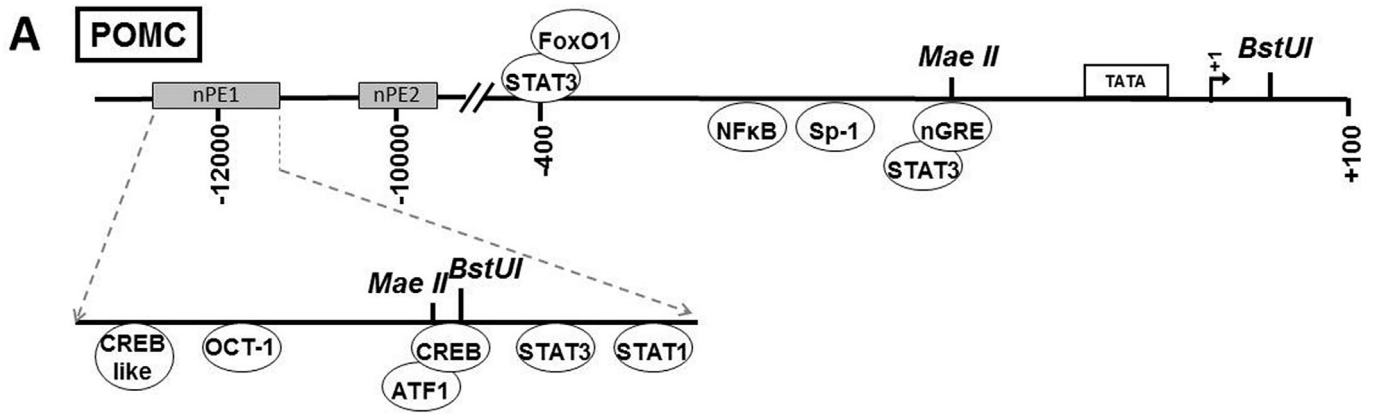 A
POMC
FoxO1
STAT3
Mae II
TATA
+1
BstUI
nPE1
nPE2
NFκB
Sp-1
nGRE
STAT3
-12000
-10000
-400
+100
Mae II
BstUI
CREB
like
OCT-1
CREB
ATF1
STAT3
STAT1